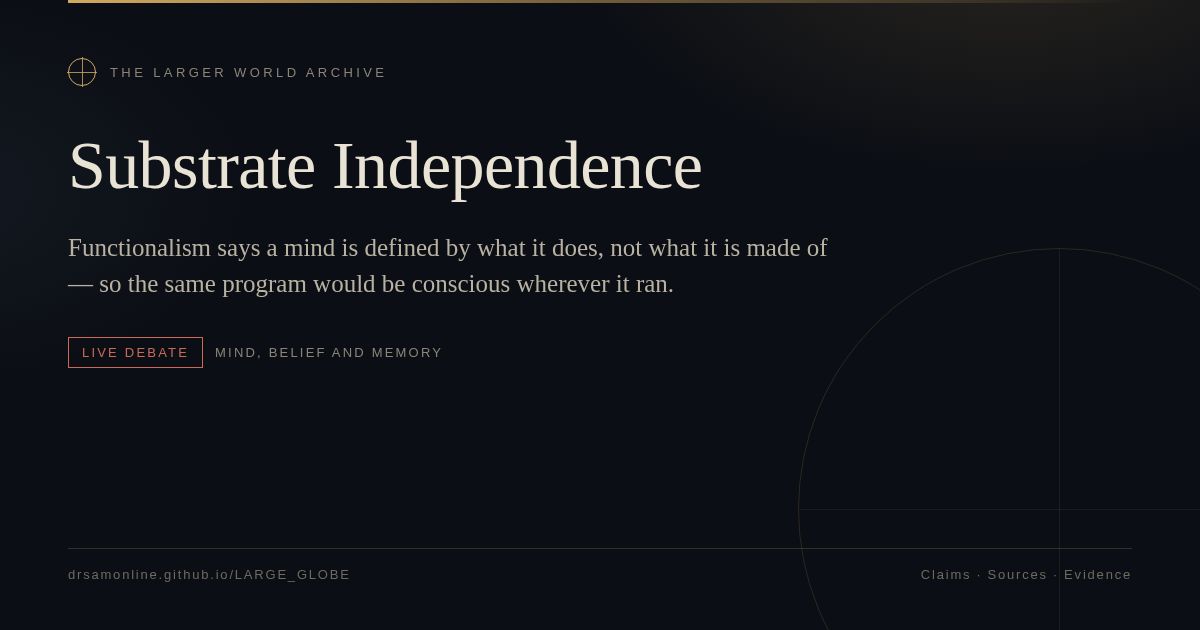 THE LARGER WORLD ARCHIVE
Substrate Independence
Functionalism says a mind is defined by what it does, not what it is made of
— so the same program would be conscious wherever it ran.
LIVE DEBATE MIND, BELIEF AND MEMORY
drsamonline.github.io/LARGE_GLOBE Claims · Sources · Evidence